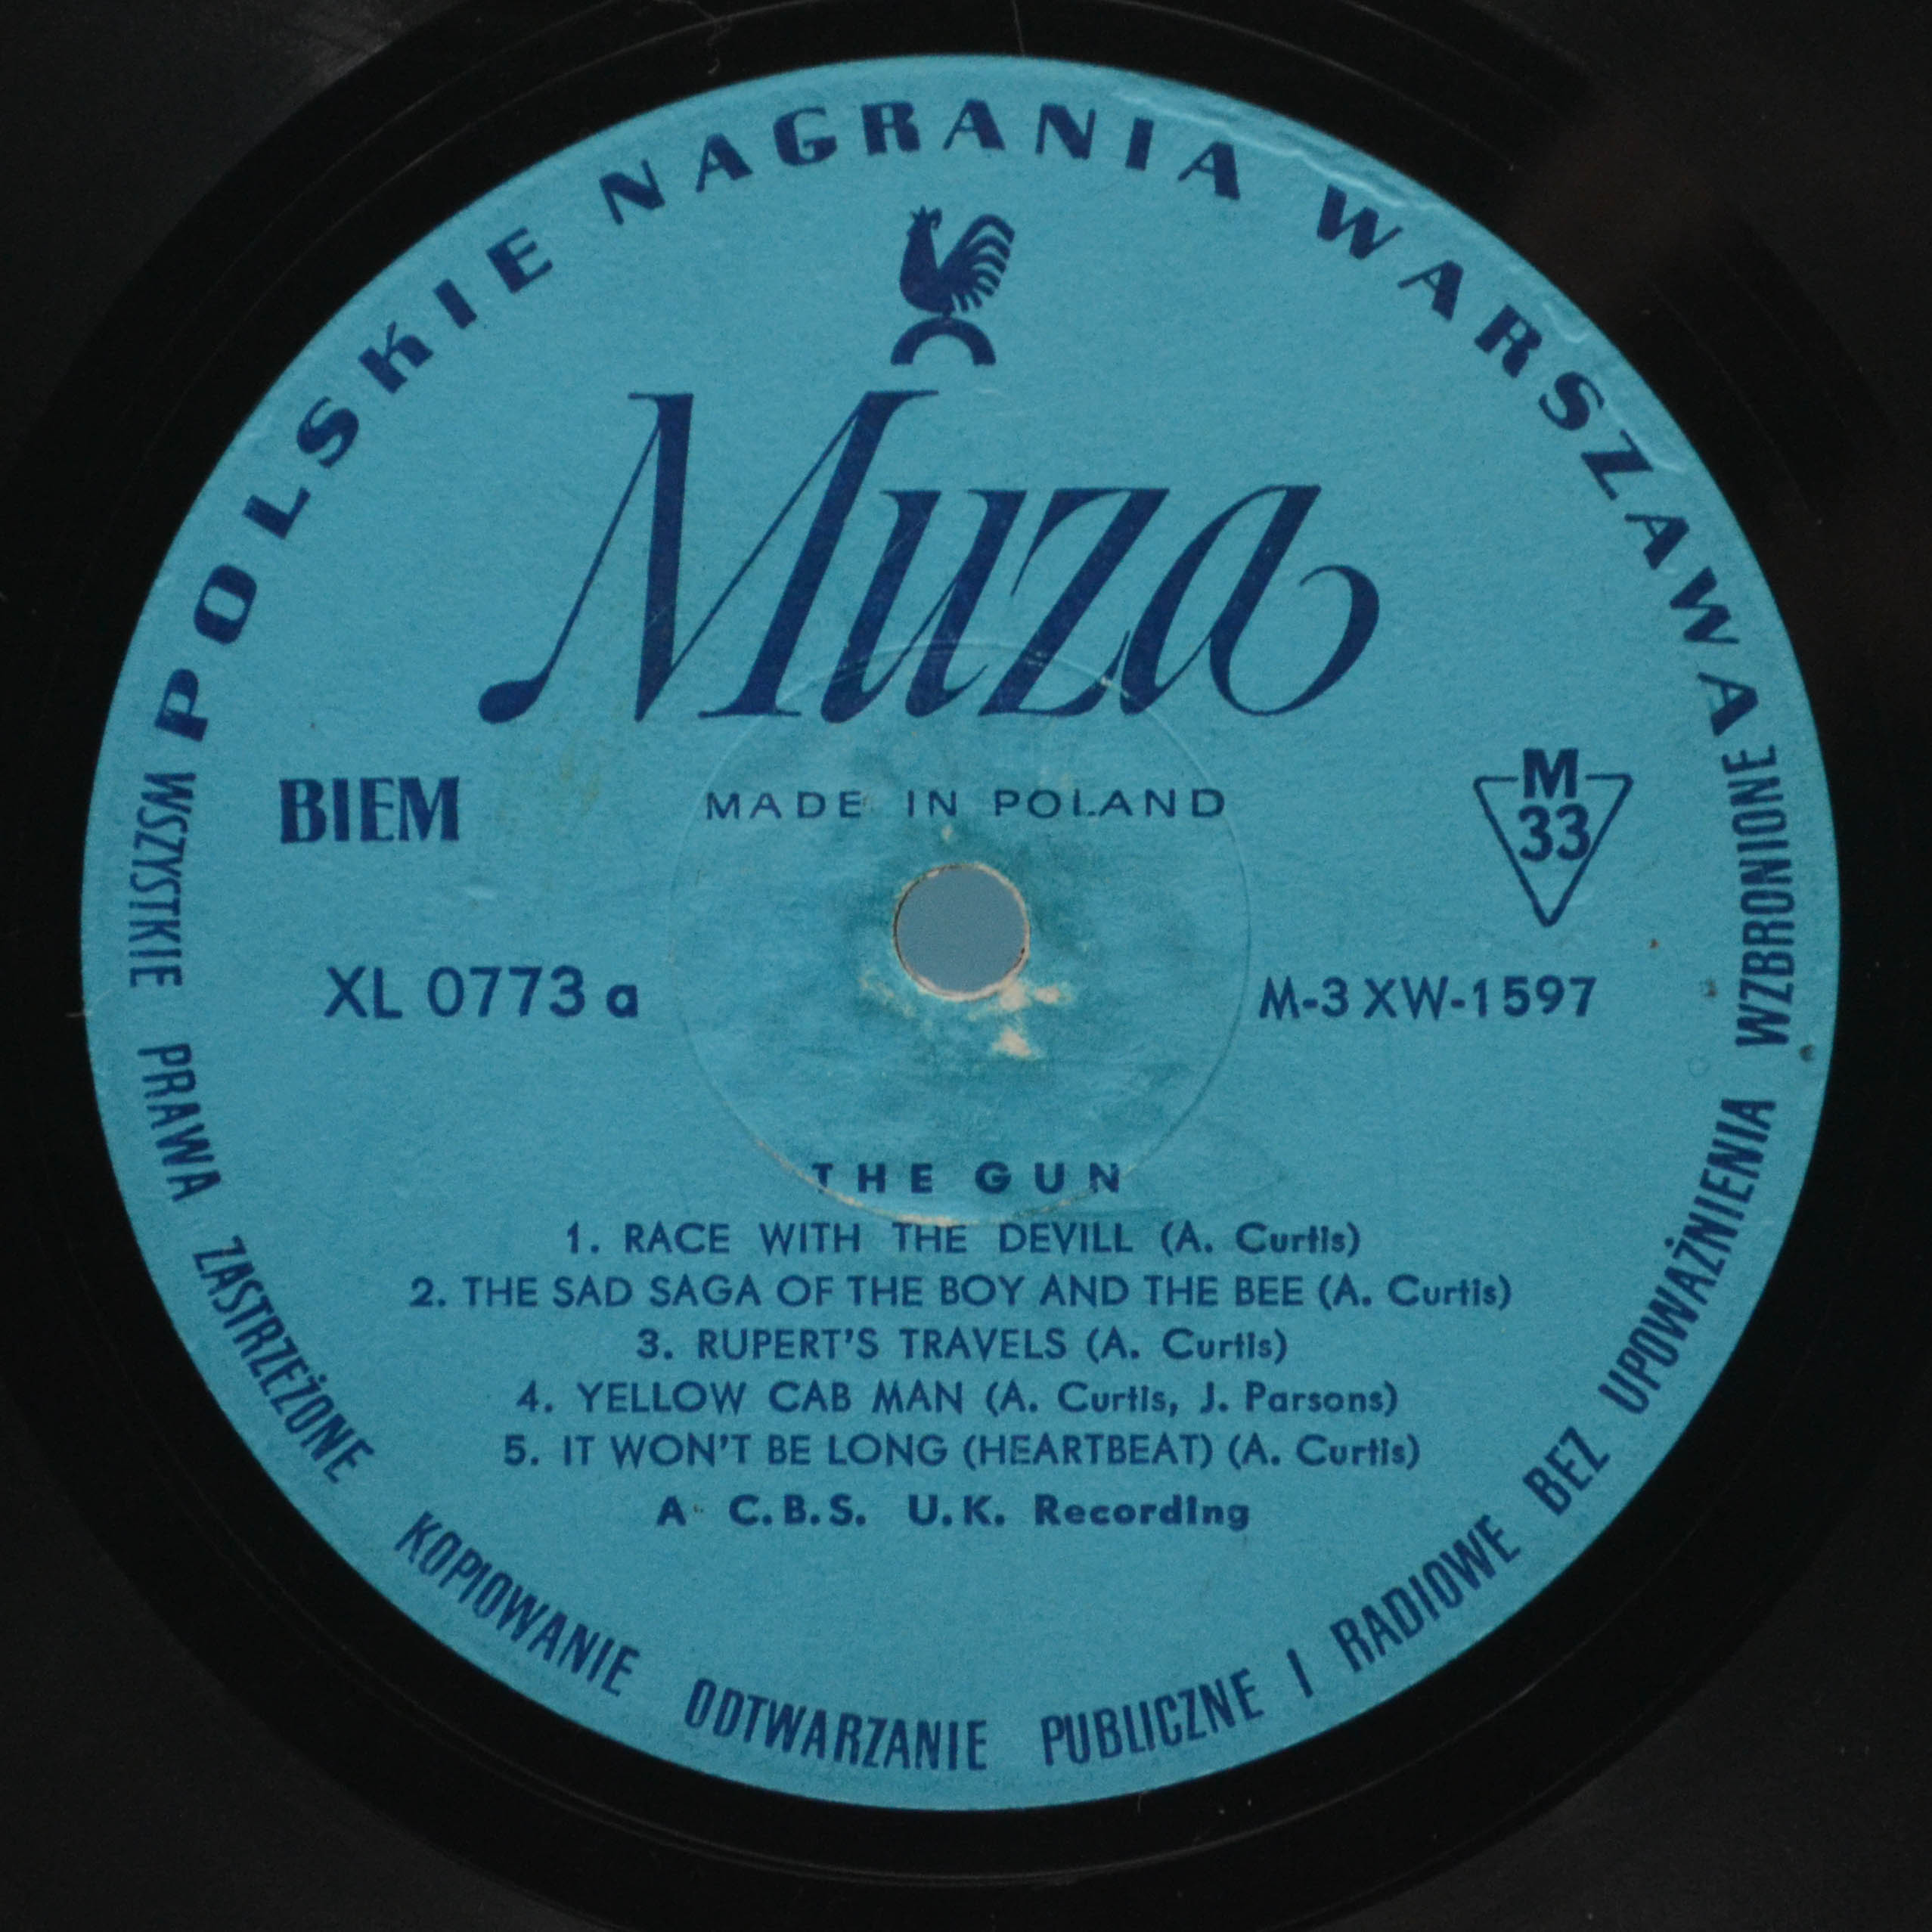 POLSKIE NAGRANIA WARSZAWA
Muza
BIEM
MADE IN POLAND
M
33
XL 0773 a
M-3 XW-1597
THE GUN
1. RACE WITH THE DEVILL (A. Curtis)
2. THE SAD SAGA OF THE BOY AND THE BEE (A. Curtis)
3. RUPERT'S TRAVELS (A. Curtis)
4. YELLOW CAB MAN (A. Curtis, J. Parsons)
5. IT WON'T BE LONG (HEARTBEAT) (A. Curtis)
A C.B.S. U.K. Recording
WSZYSTKIE PRAWA ZASTRZEŻONE KOPIOWANIE ODTWARZANIE PUBLICZNE I RADIOWE BEZ UPOWAŻNIENIA WZBRONIONE